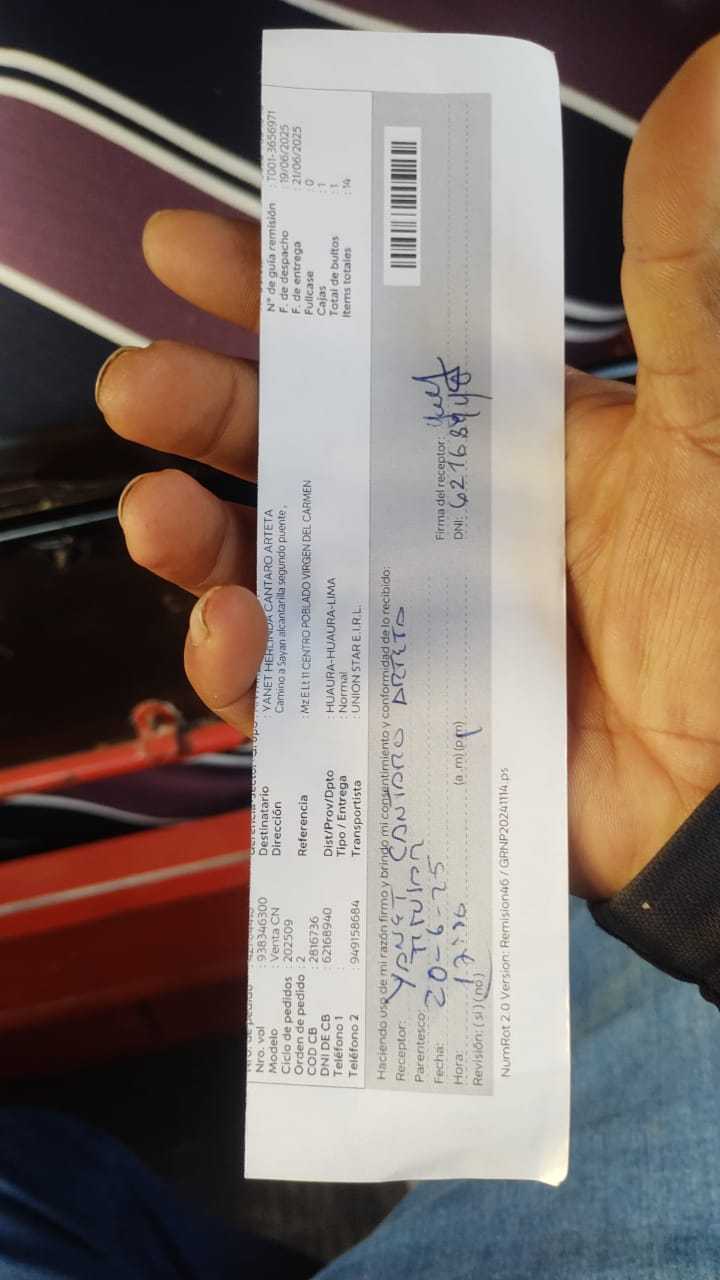 Nro. vol : 938346300
Modelo : Venta CN
Ciclo de pedidos : 202509
Orden de pedido : 2
COD CB : 2816736
DNI DE CB : 62168940
Teléfono 1 :
Teléfono 2 : 949158684
Destinatario : YANET HERLINDA CANTARO ARTETA
Dirección Camino a Sayan alcantarilla segundo puente ,
Referencia : Mz E Lt 11 CENTRO POBLADO VIRGEN DEL CARMEN
Dist/Prov/Dpto : HUAURA-HUAURA-LIMA
Tipo / Entrega : Normal
Transportista : UNION STAR E.I.R.L.
N° de guía remisión : T001-3656971
F. de despacho : 19/06/2025
F. de entrega : 21/06/2025
Fullcase : 0
Cajas : 1
Total de bultos : 1
Items totales : 14
Haciendo uso de mi razón firmo y brindo mi consentimiento y conformidad de lo recibido:
Receptor: YANET CANTARO ARTETA
Firma del receptor:
Parentesco: TITULAR
DNI:
Fecha: 20-6-25
Hora: (a.m)(p.m)
Revisión: ( si ) ( no )
NumRot 2.0 Version: Remision46 / GRNP20241114.ps